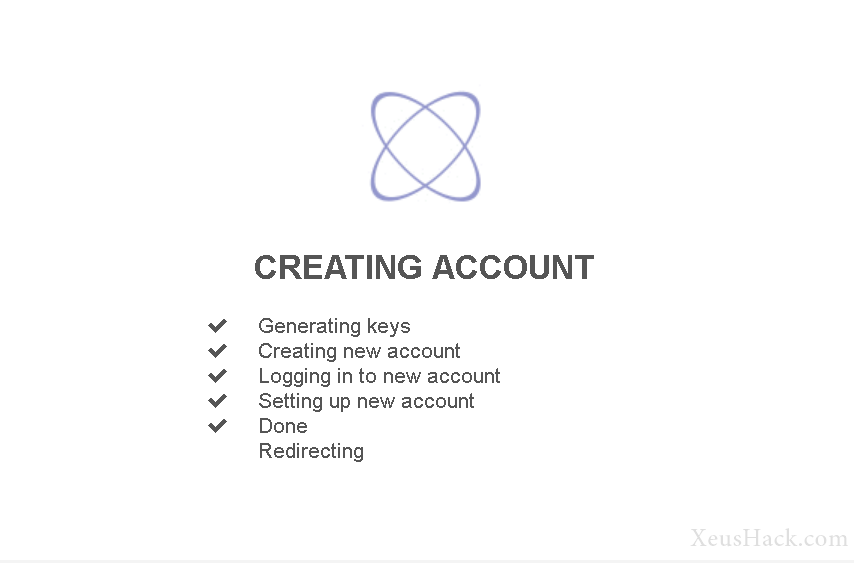 CREATING ACCOUNT
Generating keys
Creating new account
Logging in to new account
Setting up new account
Done
Redirecting
XeusHack.com